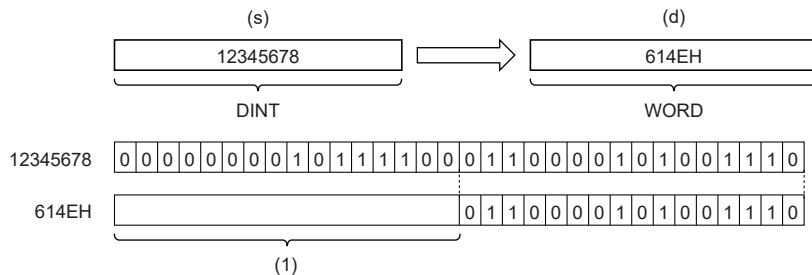 (s) (d)
12345678 614EH
DINT WORD
12345678 0 0 0 0 0 0 0 0 1 0 1 1 1 1 0 0 0 1 1 0 0 0 0 1 0 1 0 0 1 1 1 0
614EH 0 1 1 0 0 0 0 1 0 1 0 0 1 1 1 0
(1)